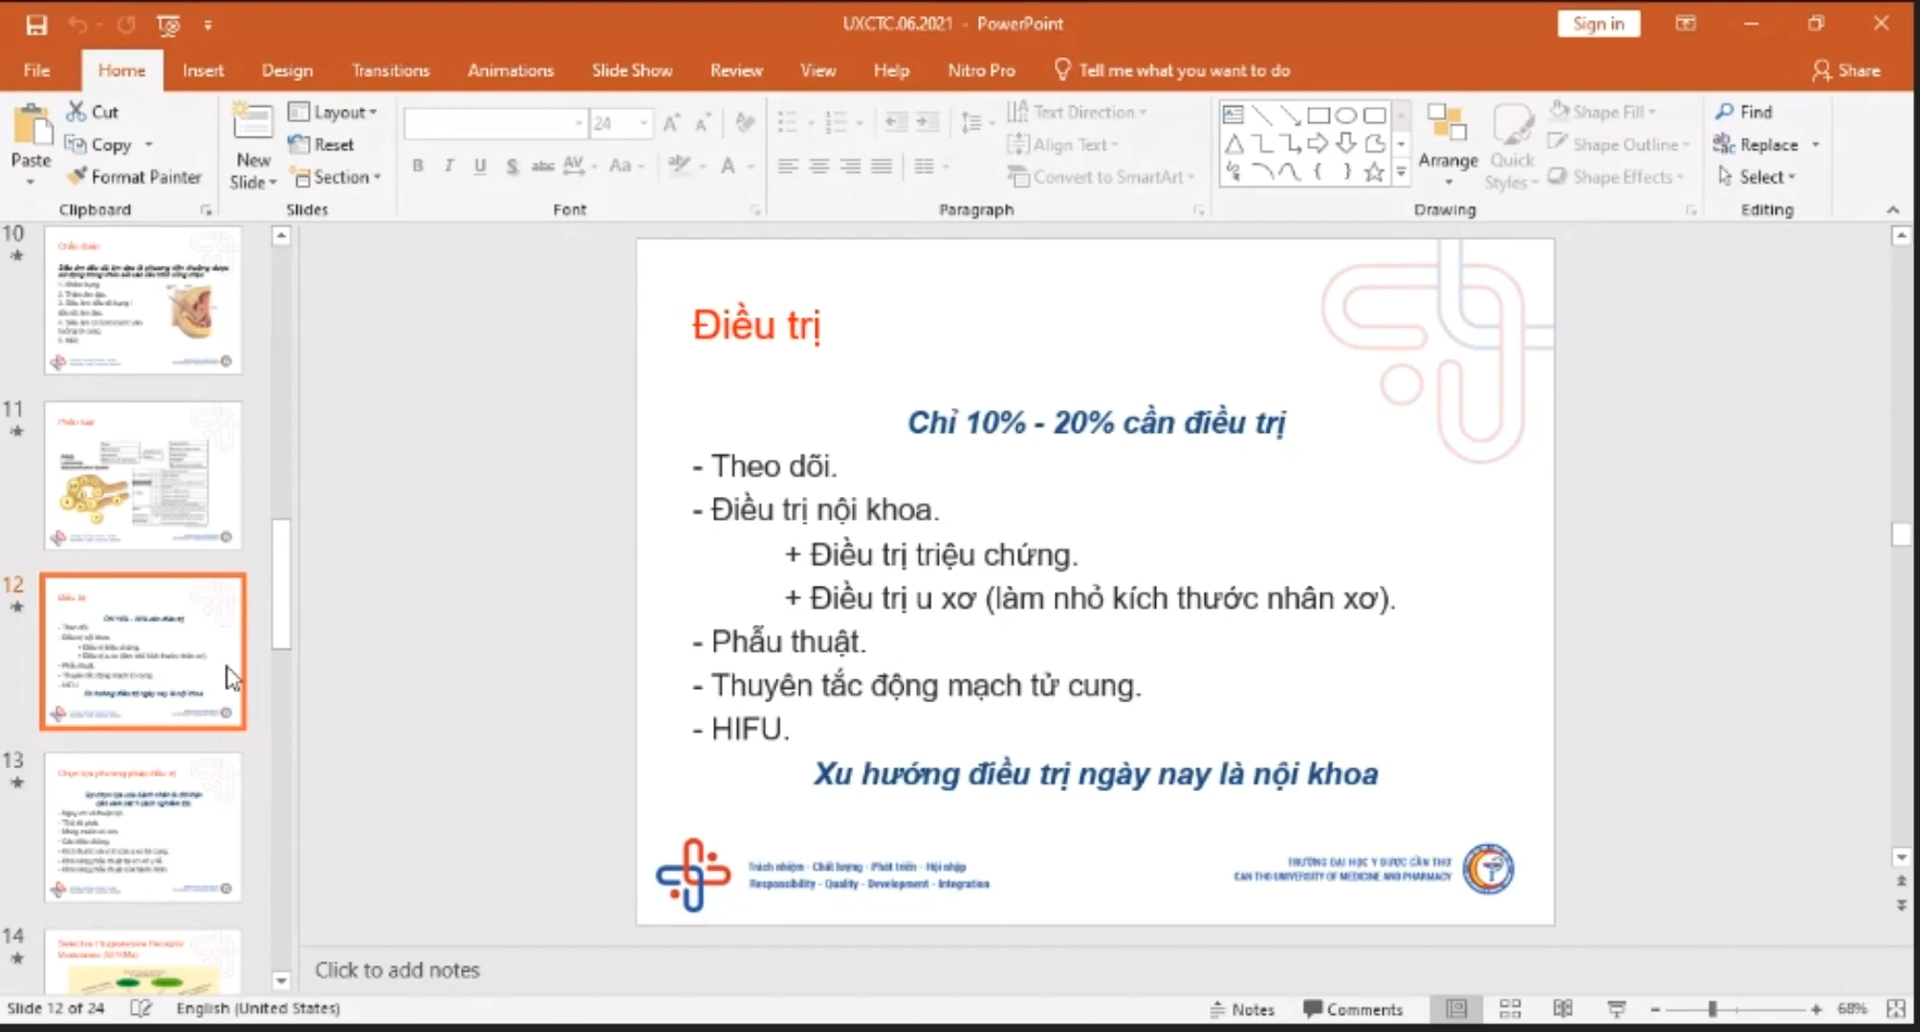 UXCTC.06.2021 - PowerPoint
Sign in
File Home Insert Design Transitions Animations Slide Show Review View Help Nitro Pro Tell me what you want to do Share
Paste
Cut
Copy
Format Painter
Clipboard
New Slide
Layout
Reset
Section
Slides
24
Font
Text Direction
Align Text
Convert to SmartArt
Paragraph
Arrange
Quick Styles
Shape Fill
Shape Outline
Shape Effects
Drawing
Find
Replace
Select
Editing
10
11
12
13
14
Điều trị
Chỉ 10% - 20% cần điều trị
- Theo dõi.
- Điều trị nội khoa.
+ Điều trị triệu chứng.
+ Điều trị u xơ (làm nhỏ kích thước nhân xơ).
- Phẫu thuật.
- Thuyên tắc động mạch tử cung.
- HIFU.
Xu hướng điều trị ngày nay là nội khoa
Trách nhiệm - Chất lượng - Phát triển - Hội nhập
Responsibility - Quality - Development - Integration
TRƯỜNG ĐẠI HỌC Y DƯỢC CẦN THƠ
CAN THO UNIVERSITY OF MEDICINE AND PHARMACY
Click to add notes
Slide 12 of 24 English (United States) Notes Comments 68%